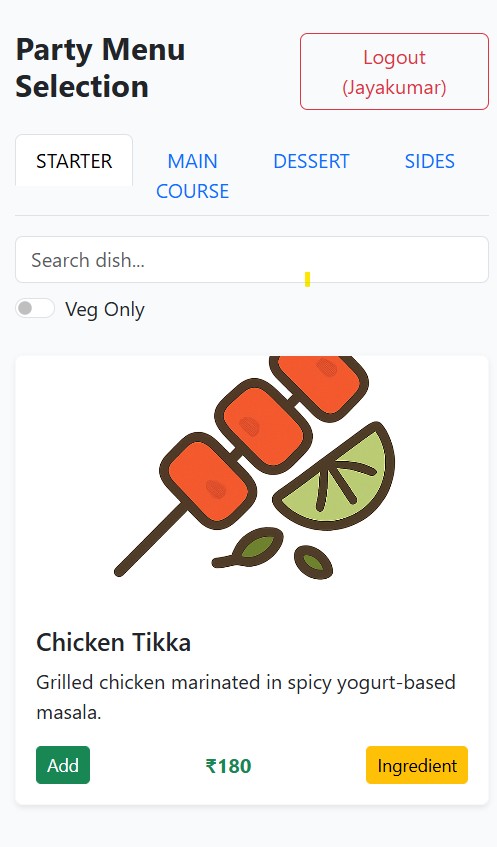 Party Menu
Selection
Logout
(Jayakumar)
STARTER
MAIN
COURSE
DESSERT
SIDES
Search dish...
Veg Only
Chicken Tikka
Grilled chicken marinated in spicy yogurt-based
masala.
Add
₹180
Ingredient